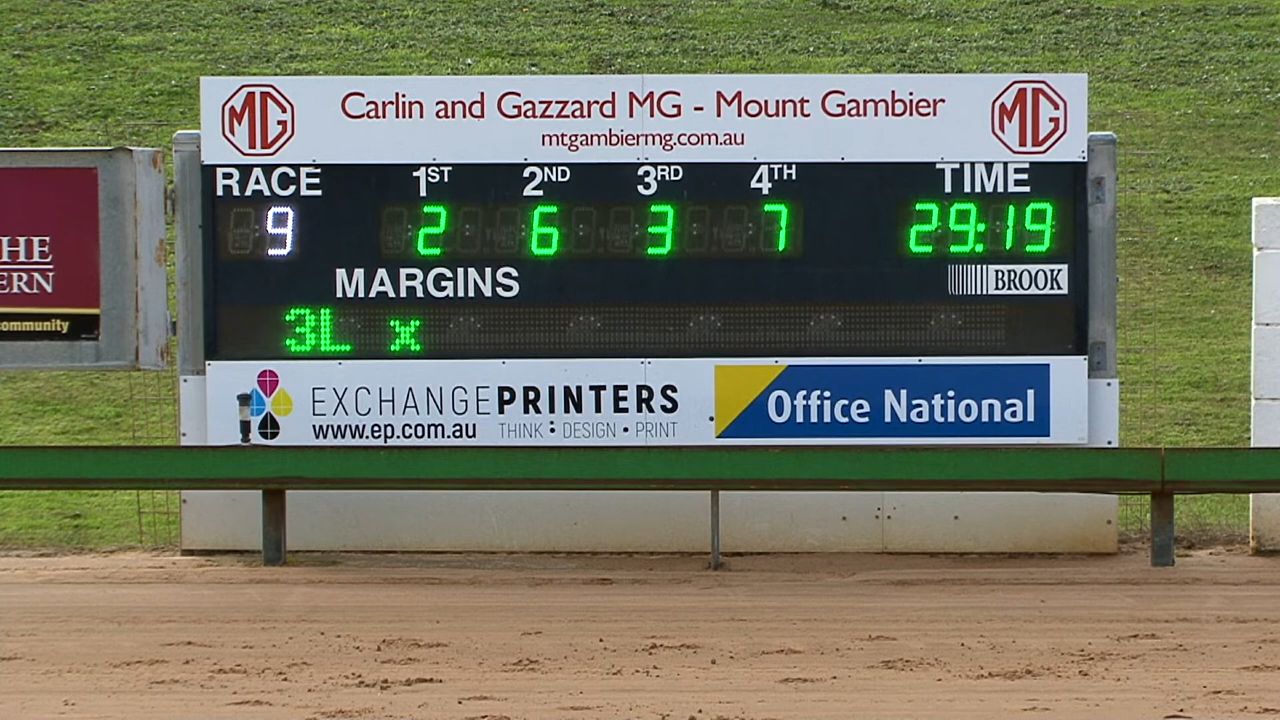 MG Carlin and Gazzard MG - Mount Gambier MG
mtgambiermg.com.au
RACE 1ST 2ND 3RD 4TH TIME
9 2 6 3 7 29:19
MARGINS BROOK
3L x
HE
ERN
community
EXCHANGEPRINTERS
www.ep.com.au THINK : DESIGN • PRINT
Office National